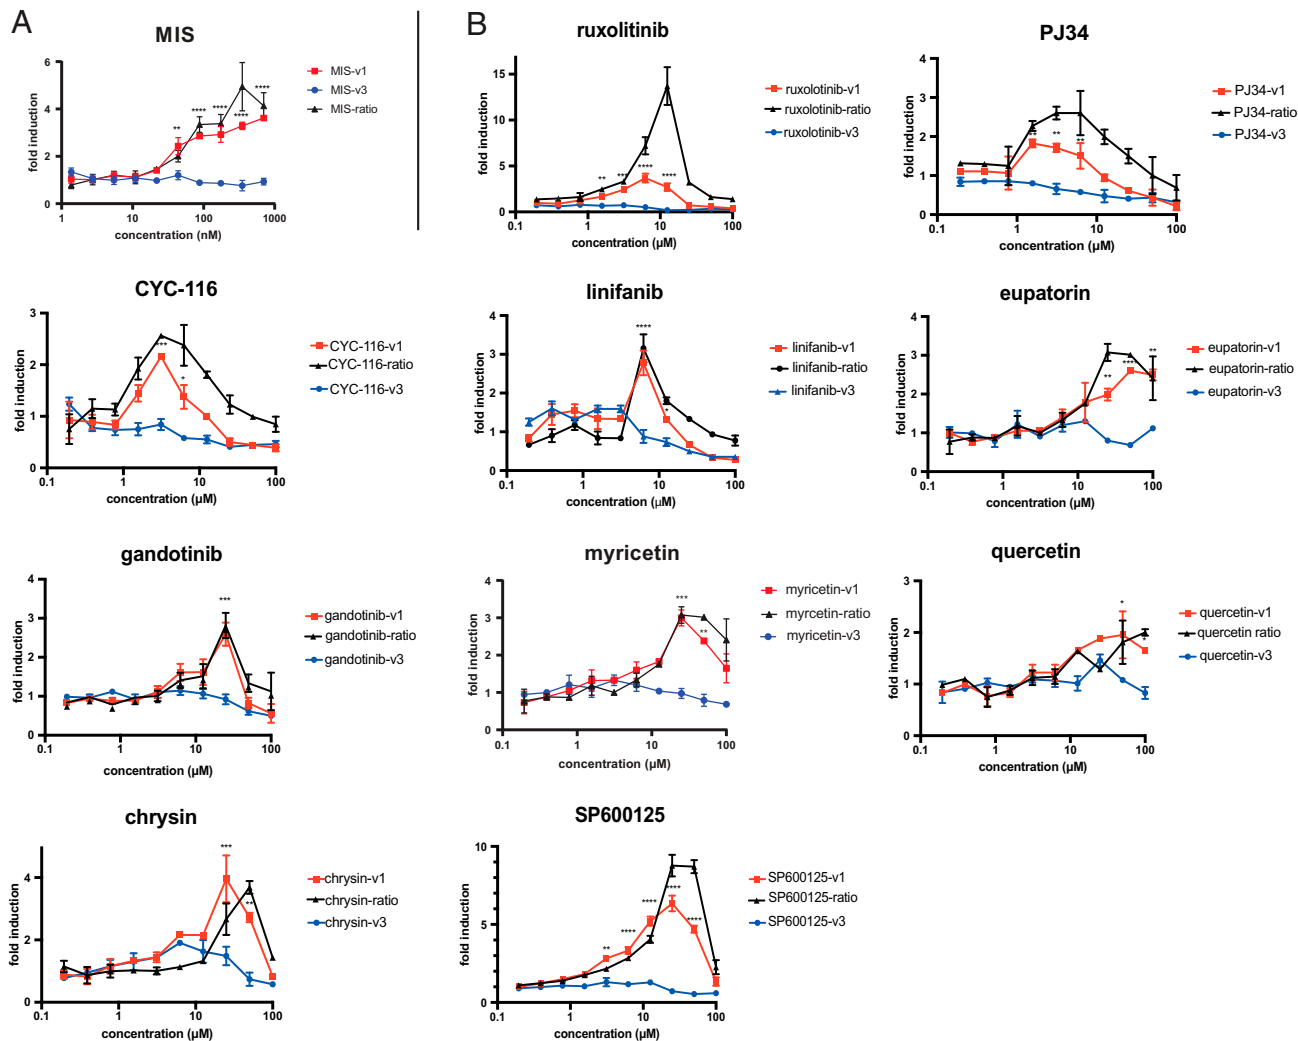 A
B
MIS
6
4
2
0
1
10
100
1000
fold induction
concentration (nM)
MIS-v1
MIS-v3
MIS-ratio
**
****
****
****
****
ruxolitinib
15
10
5
0
0.1
1
10
100
fold induction
concentration (µM)
ruxolotinib-v1
ruxolotinib-ratio
ruxolotinib-v3
**
***
****
****
PJ34
4
3
2
1
0
0.1
1
10
100
fold induction
concentration (µM)
PJ34-v1
PJ34-ratio
PJ34-v3
**
**
**
CYC-116
3
2
1
0
0.1
1
10
100
fold induction
concentration (µM)
CYC-116-v1
CYC-116-ratio
CYC-116-v3
***
*
linifanib
4
3
2
1
0
0.1
1
10
100
fold induction
concentration (µM)
linifanib-v1
linifanib-ratio
linifanib-v3
****
*
eupatorin
4
3
2
1
0
0.1
1
10
100
fold induction
concentration (µM)
eupatorin-v1
eupatorin-ratio
eupatorin-v3
**
****
**
gandotinib
4
3
2
1
0
0.1
1
10
100
fold induction
concentration (µM)
gandotinib-v1
gandotinib-ratio
gandotinib-v3
***
myricetin
4
3
2
1
0
0.1
1
10
100
fold induction
concentration (µM)
myricetin-v1
myrcetin-ratio
myricetin-v3
***
**
quercetin
3
2
1
0
0.1
1
10
100
fold induction
concentration (µM)
quercetin-v1
quercetin ratio
quercetin-v3
*
*
chrysin
4
2
0
0.1
1
10
100
fold induction
concentration (µM)
chrysin-v1
chrysin-ratio
chrysin-v3
***
**
SP600125
10
5
0
0.1
1
10
100
fold induction
concentration (µM)
SP600125-v1
SP600125-ratio
SP600125-v3
**
****
****
****
****